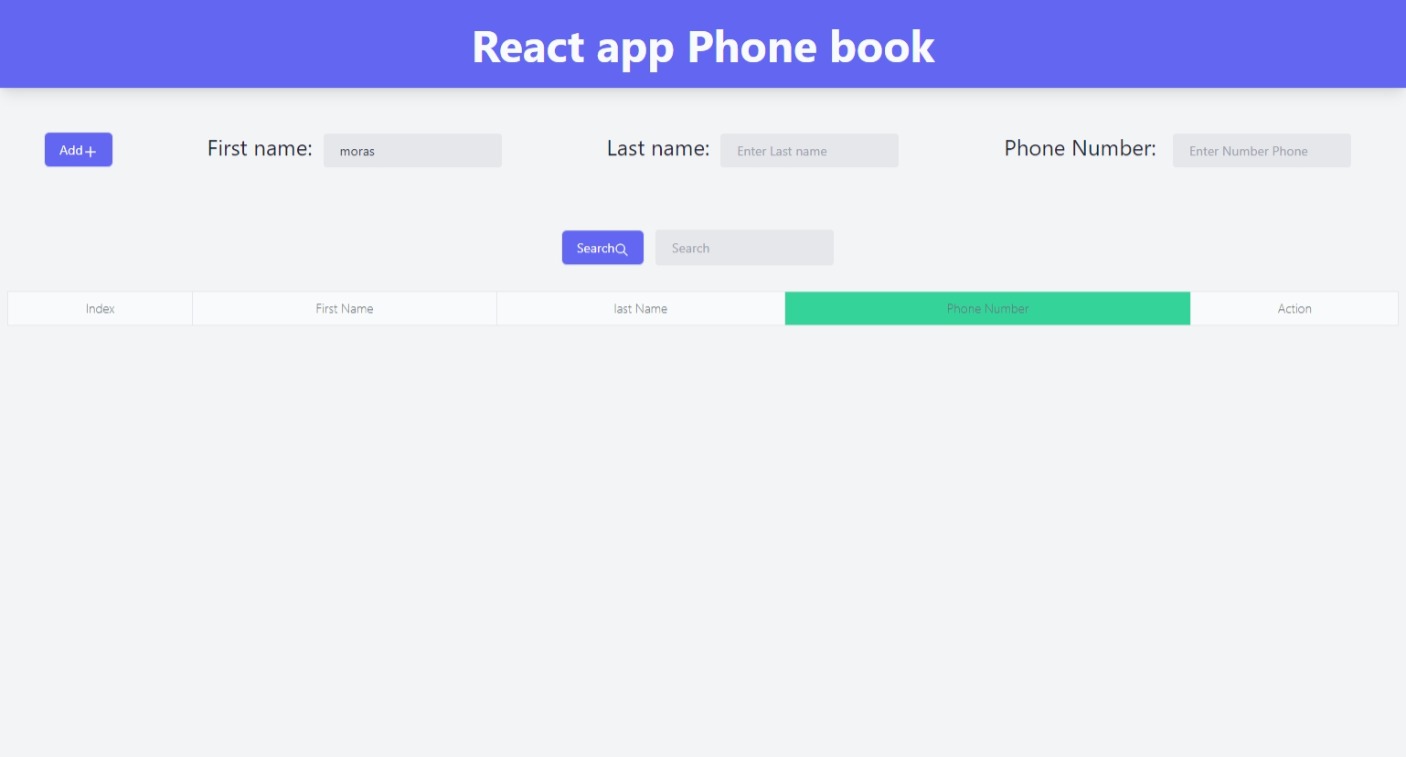 React app Phone book
Add+ First name: moras Last name: Enter Last name Phone Number: Enter Number Phone
Search Search
Index First Name last Name Phone Number Action